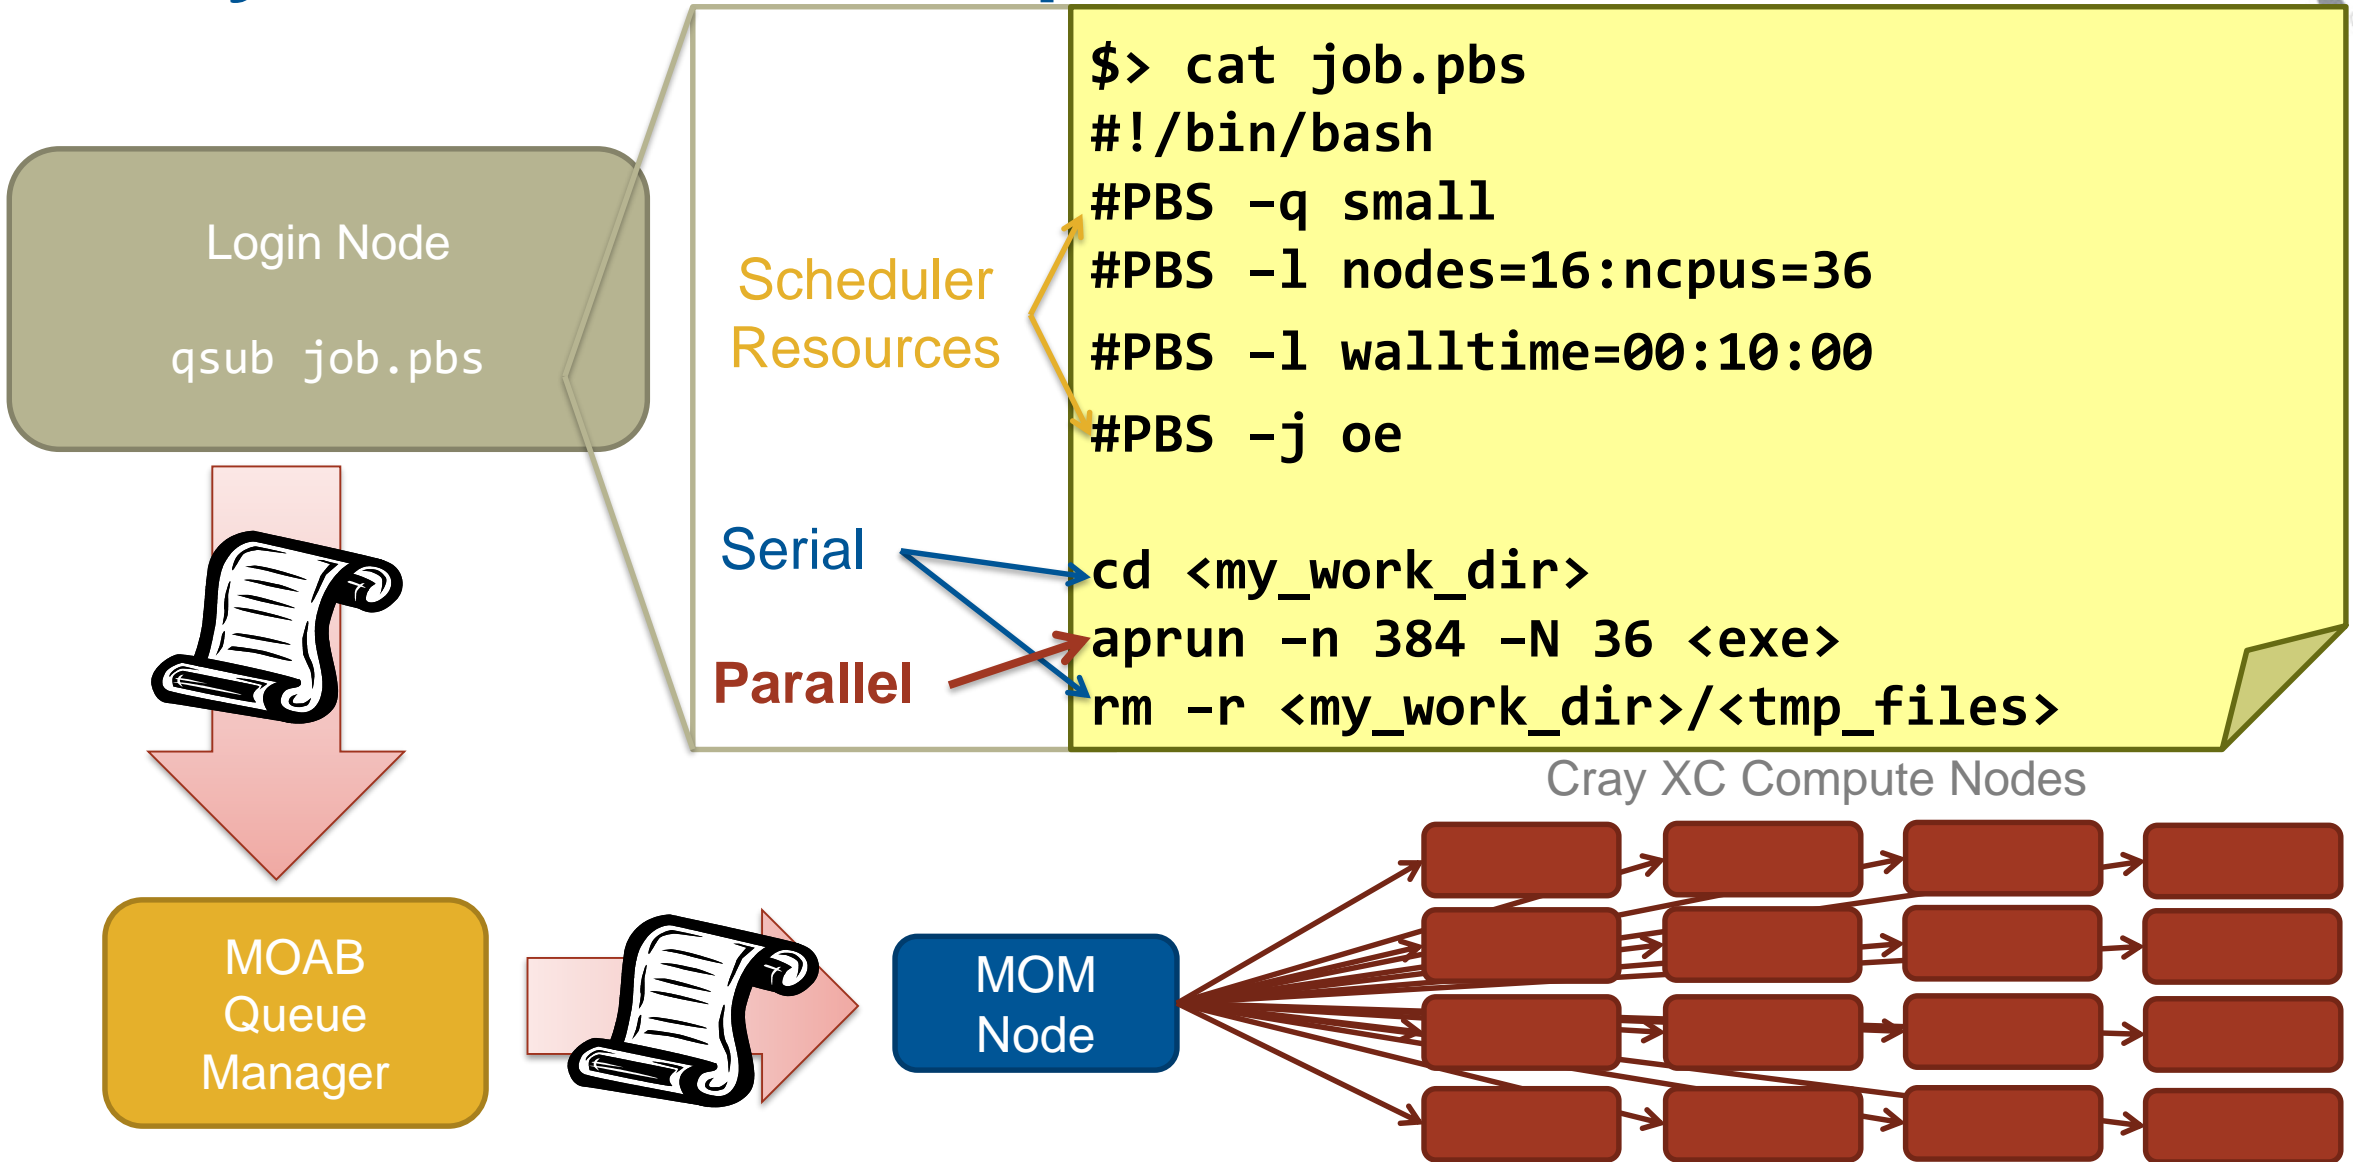 Login Node
qsub job.pbs
Scheduler
Resources
Serial
Parallel
$> cat job.pbs
#!/bin/bash
#PBS –q small
#PBS –l nodes=16:ncpus=36
#PBS –l walltime=00:10:00
#PBS –j oe
cd <my_work_dir>
aprun –n 384 –N 36 <exe>
rm –r <my_work_dir>/<tmp_files>
Cray XC Compute Nodes
MOAB
Queue
Manager
MOM
Node